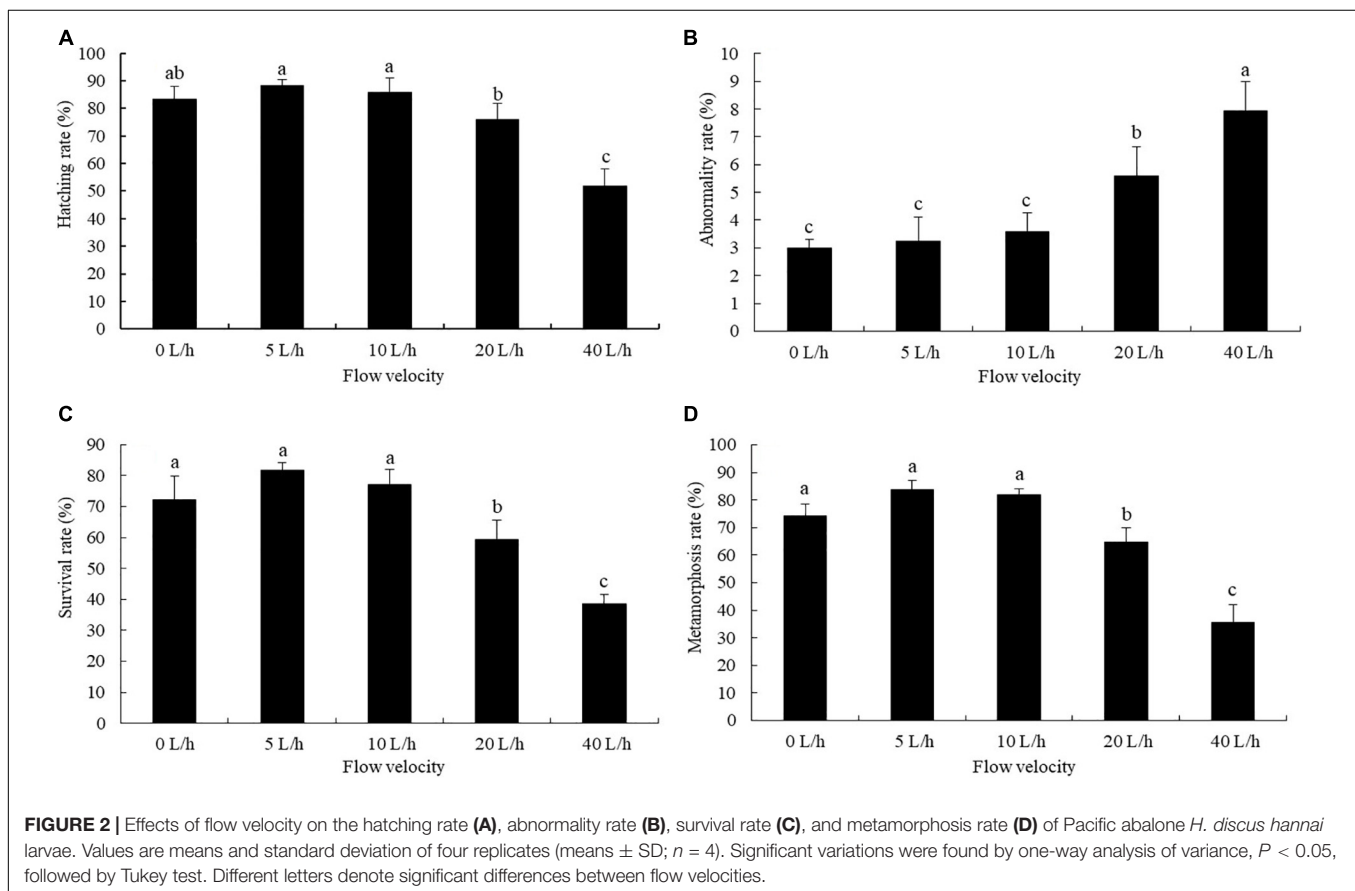 A
100
90
80
70
60
50
40
30
20
10
0
Hatching rate (%)
ab
a
a
b
c
0 L/h 5 L/h 10 L/h 20 L/h 40 L/h
Flow velocity
B
10
9
8
7
6
5
4
3
2
1
0
Abnormality rate (%)
c
c
c
b
a
0 L/h 5 L/h 10 L/h 20 L/h 40 L/h
Flow velocity
C
90
80
70
60
50
40
30
20
10
0
Survival rate (%)
a
a
a
b
c
0 L/h 5 L/h 10 L/h 20 L/h 40 L/h
Flow velocity
D
100
90
80
70
60
50
40
30
20
10
0
Metamorphosis rate (%)
a
a
a
b
c
0 L/h 5 L/h 10 L/h 20 L/h 40 L/h
Flow velocity
FIGURE 2 | Effects of flow velocity on the hatching rate (A), abnormality rate (B), survival rate (C), and metamorphosis rate (D) of Pacific abalone H. discus hannai
larvae. Values are means and standard deviation of four replicates (means ± SD; n = 4). Significant variations were found by one-way analysis of variance, P < 0.05,
followed by Tukey test. Different letters denote significant differences between flow velocities.